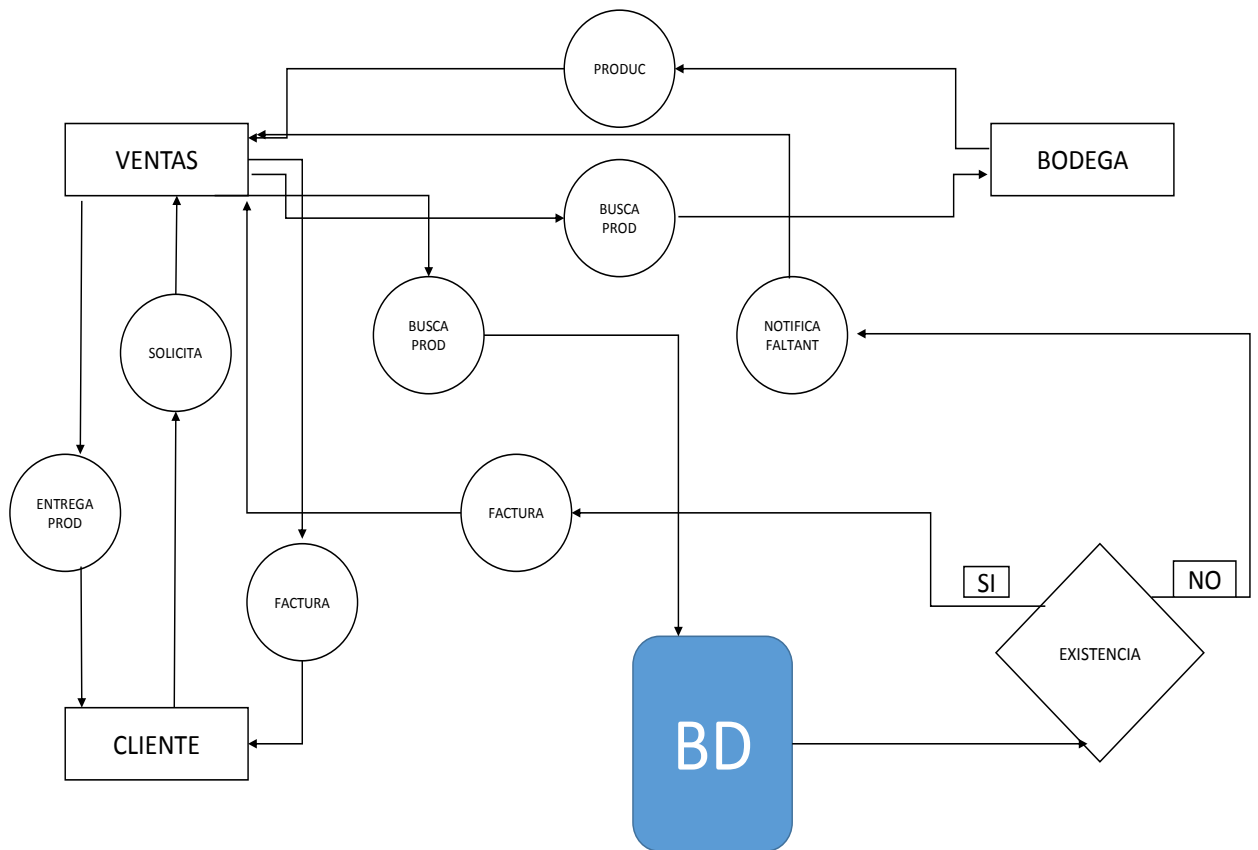 PRODUC
VENTAS
BODEGA
BUSCA
PROD
BUSCA
PROD
NOTIFICA
FALTANT
SOLICITA
ENTREGA
PROD
FACTURA
FACTURA
SI
NO
EXISTENCIA
CLIENTE
BD